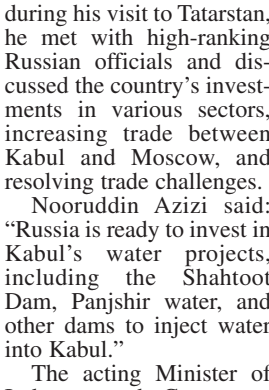 during his visit to Tatarstan,
he met with high-ranking
Russian officials and dis-
cussed the country’s invest-
ments in various sectors,
increasing trade between
Kabul and Moscow, and
resolving trade challenges.
Nooruddin Azizi said:
“Russia is ready to invest in
Kabul’s water projects,
including the Shahtoot
Dam, Panjshir water, and
other dams to inject water
into Kabul.”
The acting Minister of